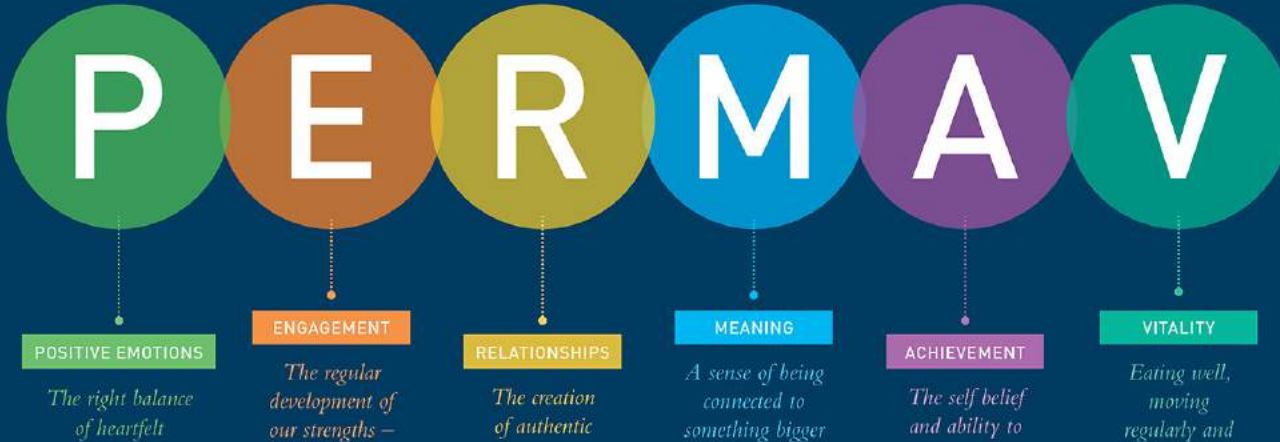 P
E
R
M
A
V
POSITIVE EMOTIONS
The right balance
of heartfelt
ENGAGEMENT
The regular
development of
our strengths –
RELATIONSHIPS
The creation
of authentic
MEANING
A sense of being
connected to
something bigger
ACHIEVEMENT
The self belief
and ability to
VITALITY
Eating well,
moving
regularly and